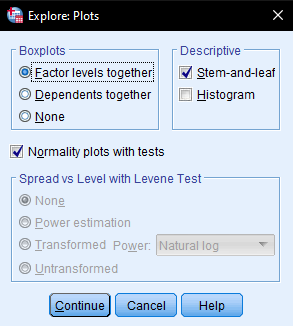 Explore: Plots
Boxplots
Factor levels together
Dependents together
None
Descriptive
Stem-and-leaf
Histogram
Normality plots with tests
Spread vs Level with Levene Test
None
Power estimation
Transformed Power: Natural log
Untransformed
Continue Cancel Help